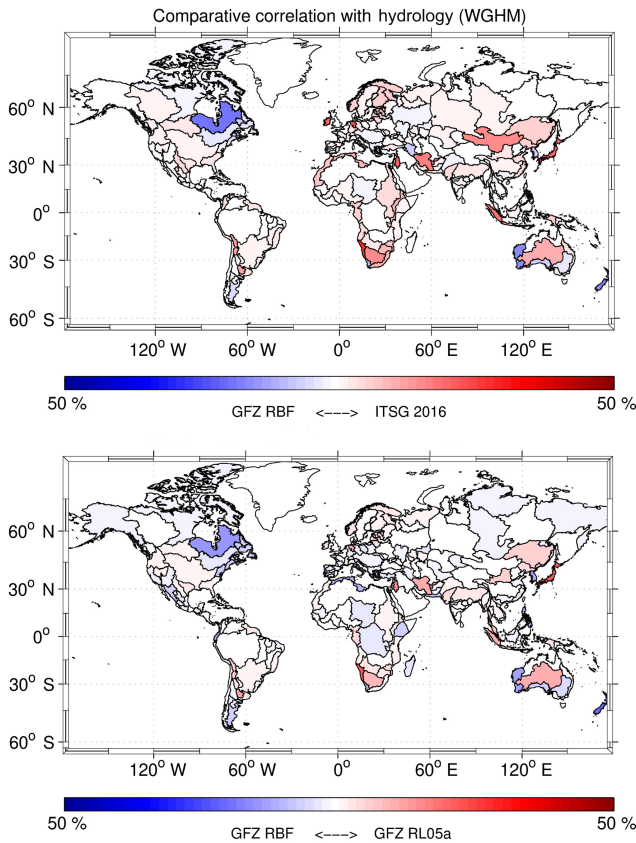 Comparative correlation with hydrology (WGHM)
60° N
30° N
0°
30° S
60° S
120° W 60° W 0° 60° E 120° E
50 % 50 %
GFZ RBF <---> ITSG 2016
60° N
30° N
0°
30° S
60° S
120° W 60° W 0° 60° E 120° E
50 % 50 %
GFZ RBF <---> GFZ RL05a